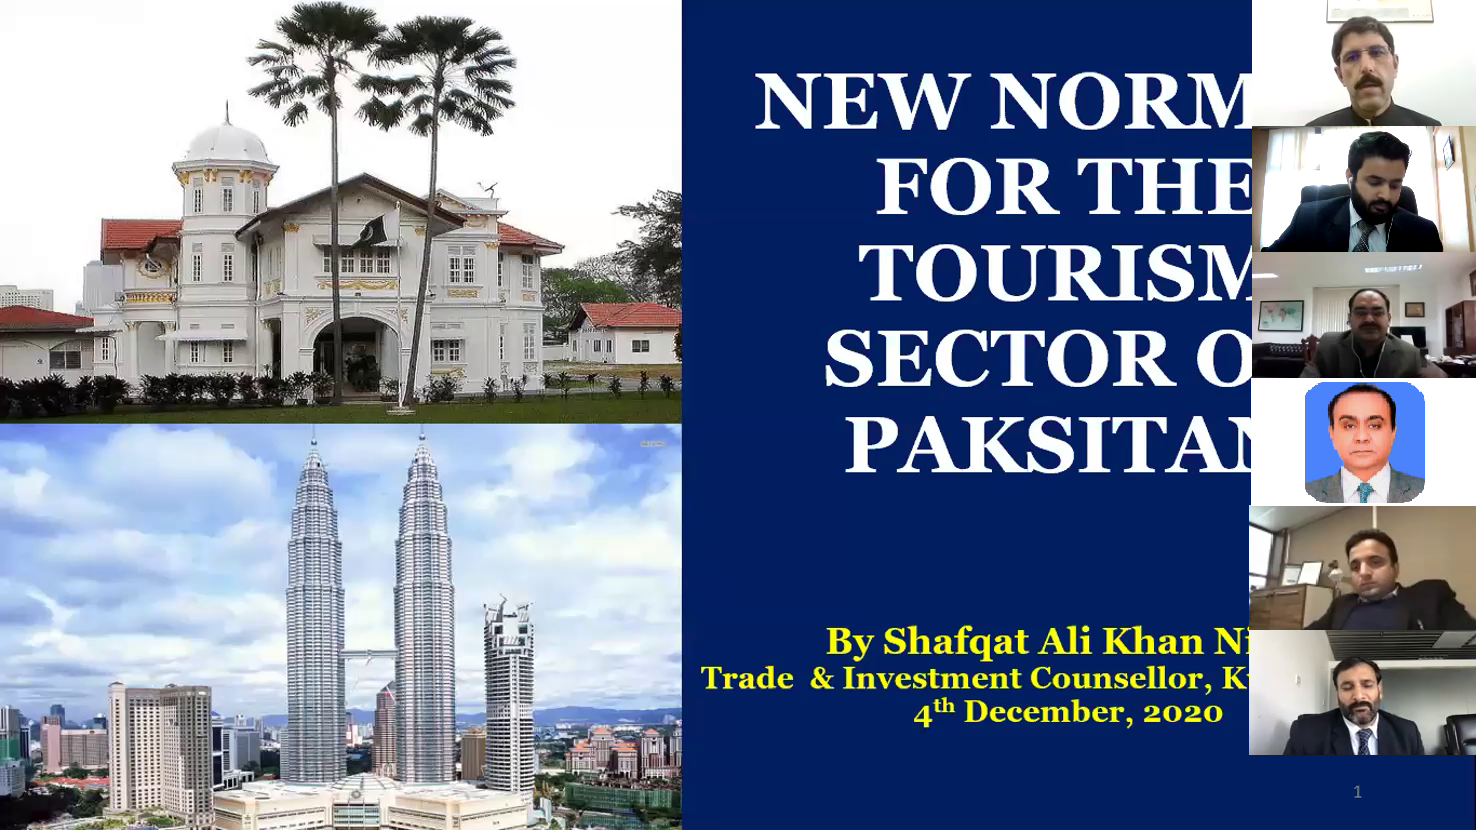 NEW NORM
FOR THE
TOURISM
SECTOR O
PAKSITAN
By Shafqat Ali Khan Ni
Trade & Investment Counsellor, K
4th December, 2020
1